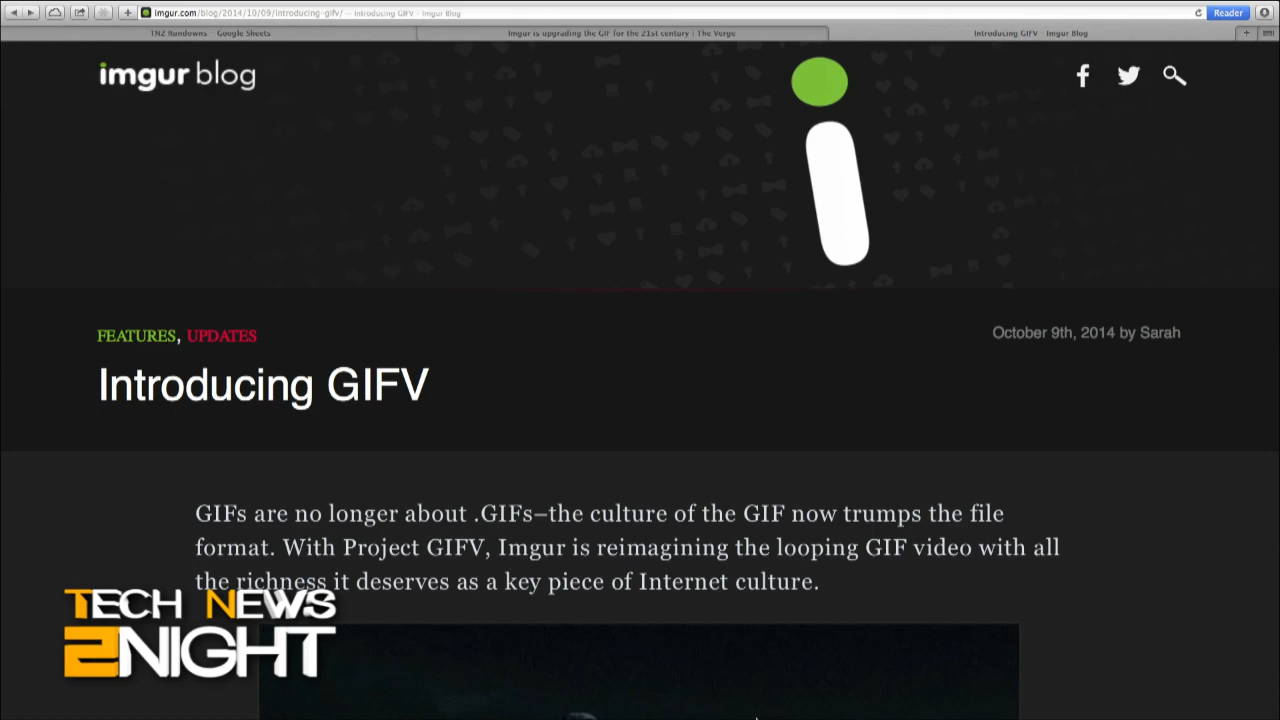 imgur.com/blog/2014/10/09/introducing-gifv/ — Introducing GIFV – Imgur Blog
Reader
TN2 Rundowns – Google Sheets
Imgur is upgrading the GIF for the 21st century | The Verge
Introducing GIFV – Imgur Blog
imgur blog
FEATURES, UPDATES
October 9th, 2014 by Sarah
Introducing GIFV
GIFs are no longer about .GIFs—the culture of the GIF now trumps the file
format. With Project GIFV, Imgur is reimagining the looping GIF video with all
the richness it deserves as a key piece of Internet culture.
TECH NEWS
2NIGHT